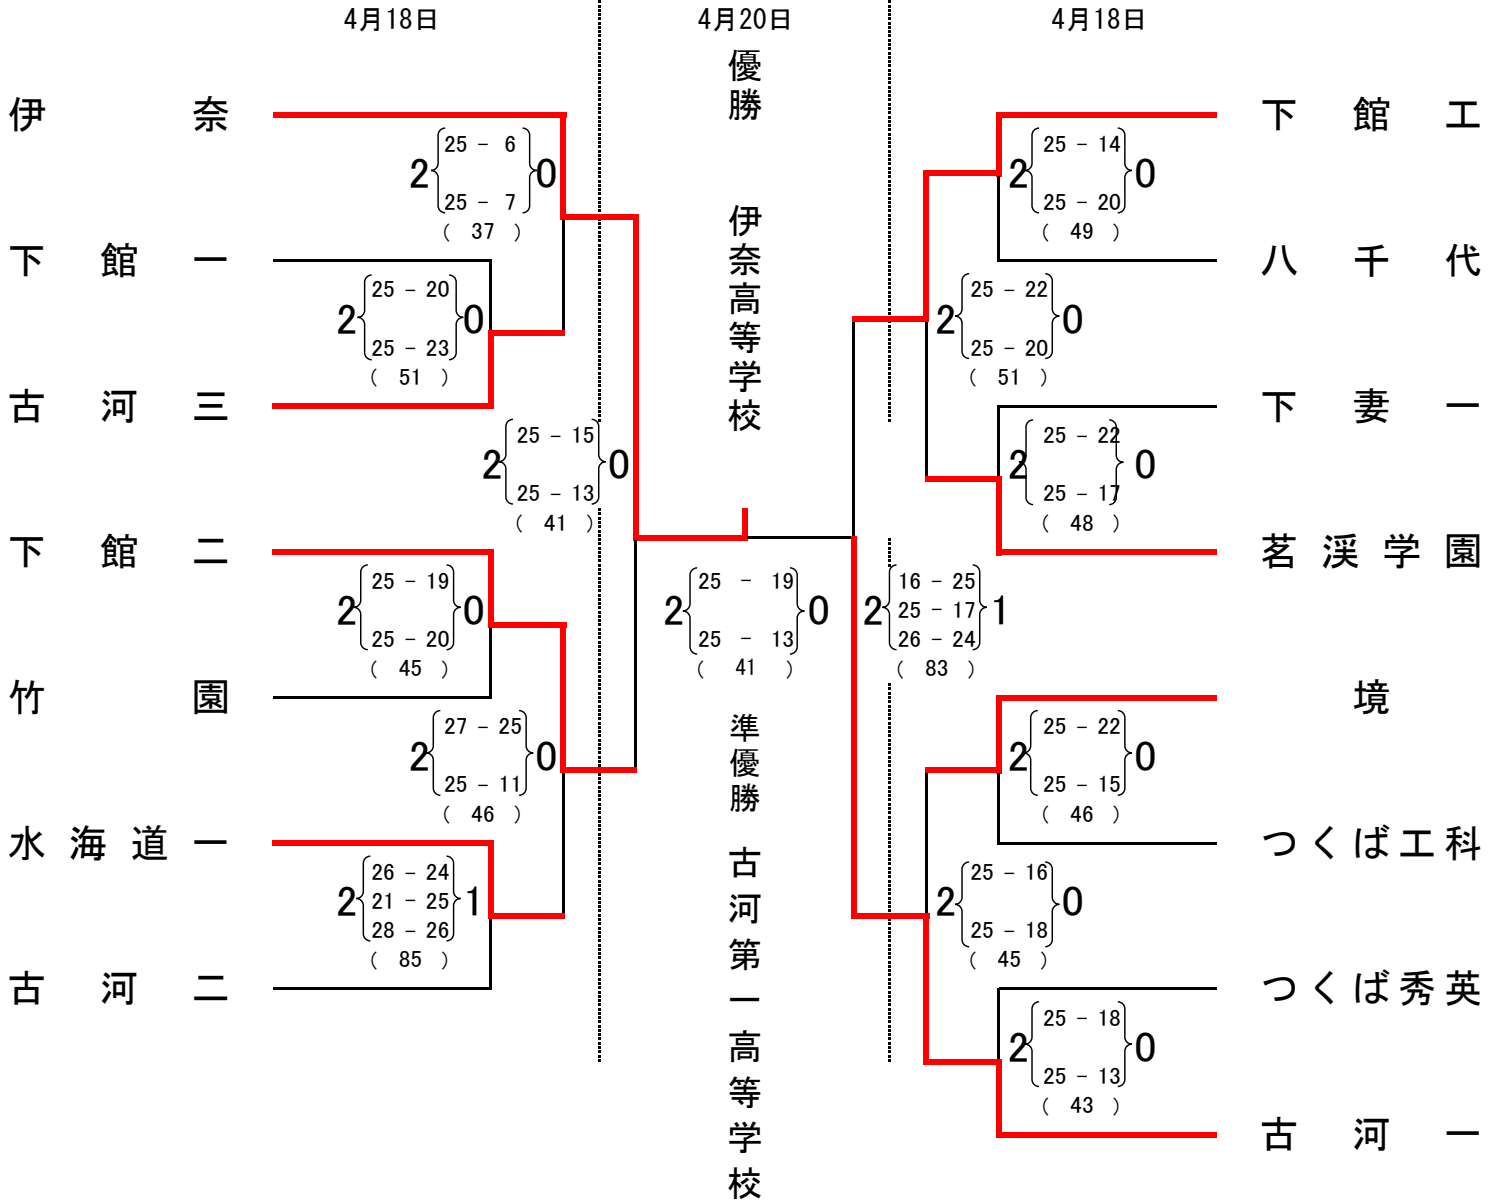 4月18日
4月20日
4月18日
優勝　伊奈高等学校
準優勝　古河第一高等学校
伊奈
2 25 - 6 0
25 - 7
( 37 )
下館一
2 25 - 20 0
25 - 23
( 51 )
古河三
2 25 - 15 0
25 - 13
( 41 )
下館二
2 25 - 19 0
25 - 20
( 45 )
竹園
2 27 - 25 0
25 - 11
( 46 )
水海道一
2 26 - 24 1
21 - 25
28 - 26
( 85 )
古河二
2 25 - 19 0
25 - 13
( 41 )
下館工
2 25 - 14 0
25 - 20
( 49 )
八千代
2 25 - 22 0
25 - 20
( 51 )
下妻一
2 25 - 22 0
25 - 17
( 48 )
茗溪学園
2 16 - 25 1
25 - 17
26 - 24
( 83 )
境
2 25 - 22 0
25 - 15
( 46 )
つくば工科
2 25 - 16 0
25 - 18
( 45 )
つくば秀英
2 25 - 18 0
25 - 13
( 43 )
古河一